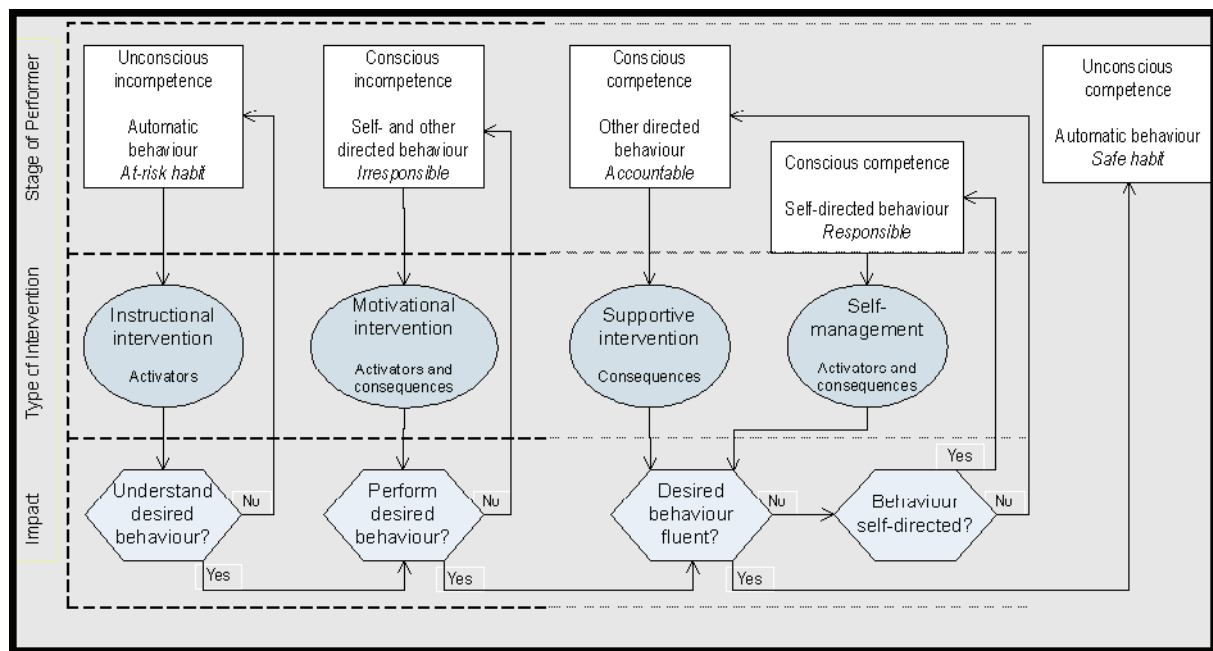 Stage of Performer
Unconscious
incompetence
Automatic
behaviour
At-risk habit
Conscious
incompetence
Self- and other
directed behaviour
Irresponsible
Conscious
competence
Other directed
behaviour
Accountable
Conscious competence
Self-directed behaviour
Responsible
Unconscious
competence
Automatic behaviour
Safe habit
Type of Intervention
Instructional
intervention
Activators
Motivational
intervention
Activators and
consequences
Supportive
intervention
Consequences
Self-
management
Activators and
consequences
Impact
Understand
desired
behaviour?
No
Yes
Perform
desired
behaviour?
No
Yes
Desired
behaviour
fluent?
No
Yes
Behaviour
self-directed?
Yes
No